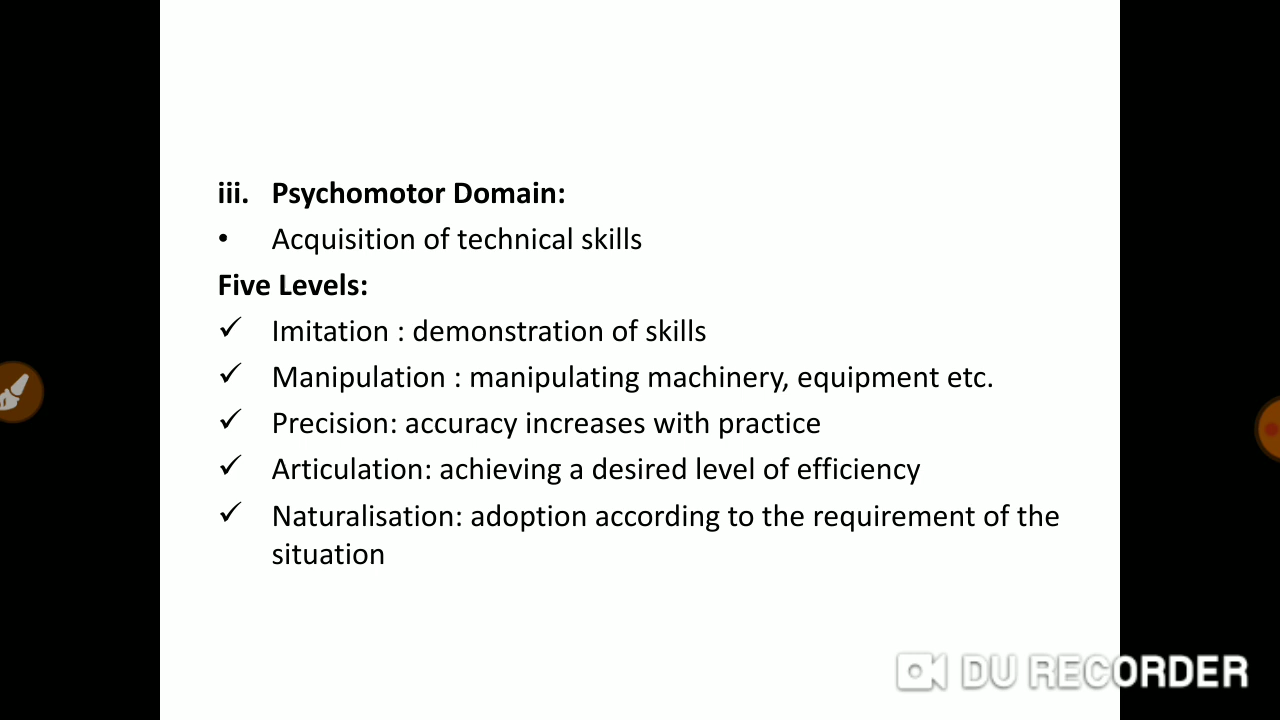 iii. Psychomotor Domain:
• Acquisition of technical skills
Five Levels:
✓ Imitation : demonstration of skills
✓ Manipulation : manipulating machinery, equipment etc.
✓ Precision: accuracy increases with practice
✓ Articulation: achieving a desired level of efficiency
✓ Naturalisation: adoption according to the requirement of the
situation
DU RECORDER